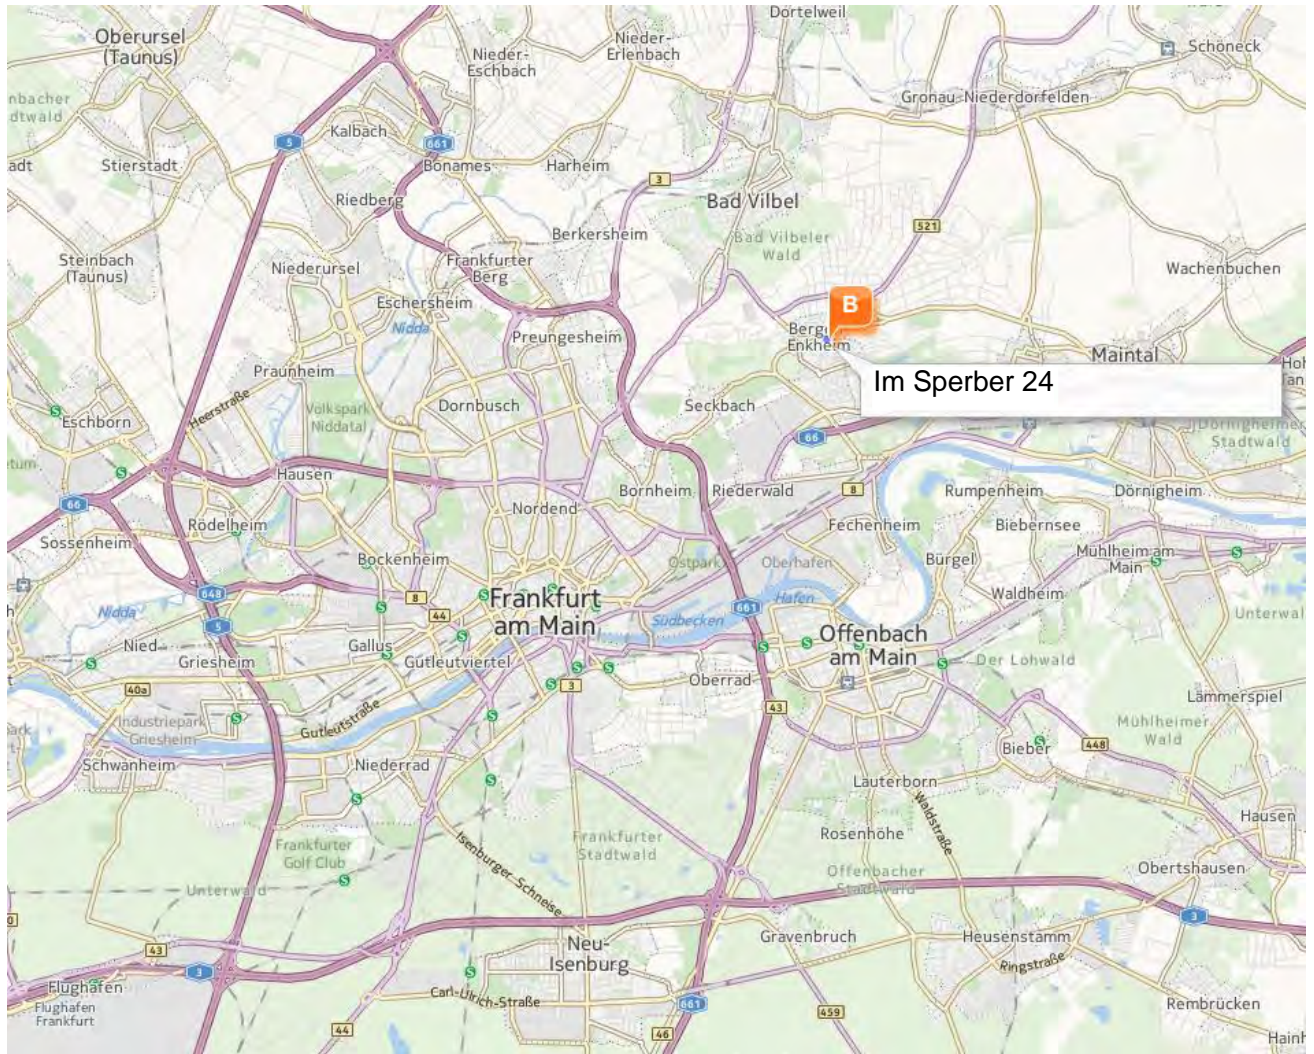 Dortelweil
Oberursel
(Taunus)
Nieder-
Erlenbach
Schöneck
Nieder-
Eschbach
Gronau
Niederdorfelden
5
Kalbach
661
Stierstadt
Bonames
Harheim
3
Riedberg
Bad Vilbel
521
Berkersheim
Bad Vilbeler
Wald
Steinbach
(Taunus)
Niederursel
Frankfurter
Berg
Wachenbuchen
Eschersheim
B
Nidda
Preungesheim
Enkheim
Maintal
Praunheim
Im Sperber 24
Heerstraße
Volkspark
Niddatal
Dornbusch
Seckbach
Eschborn
66
Dörnigheimer
Stadtwald
Hausen
66
8
Bornheim
Riederwald
Rumpenheim
Dörnigheim
Nordend
Rödelheim
Fechenheim
Biebernsee
Sossenheim
Bockenheim
Ostpark
Oberhafen
Bürgel
Mühlheim am
Main
648
8
Frankfurt
am Main
Hafen
Waldheim
Nidda
44
661
Südbecken
5
Offenbach
am Main
Nied
Griesheim
Gallus
Gutleutviertel
Der Lohwald
40a
3
Oberrad
Lämmerspiel
43
Industriepark
Griesheim
Gutleutstraße
Mühlheimer
Wald
448
Bieber
Schwanheim
Niederrad
Lauterborn
Waldstraße
Hausen
Frankfurter
Golf Club
Isenburger Schneise
Frankfurter
Stadtwald
Rosenhöhe
Obertshausen
Unterwald
Offenbacher
Stadtwald
3
43
Neu-
Isenburg
Gravenbruch
Heusenstamm
3
Ringstraße
Flughafen
Flughafen
Frankfurt
Carl-Ulrich-Straße
661
459
Rembrücken
44
46